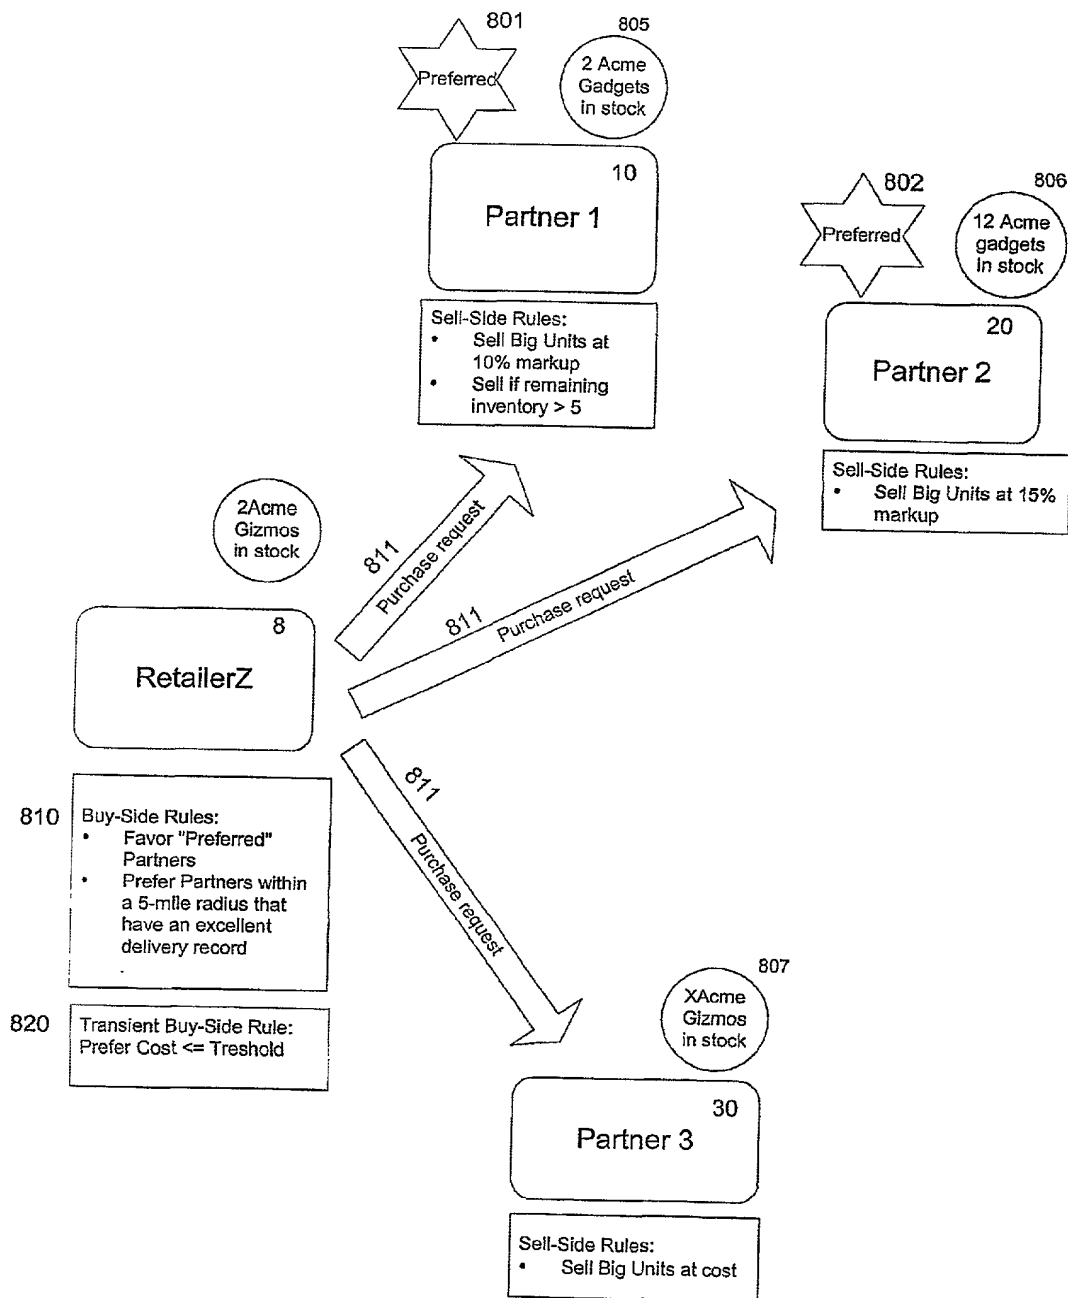 801
Preferred
805
2 Acme
Gadgets
in stock
10
Partner 1
Sell-Side Rules:
• Sell Big Units at
10% markup
• Sell if remaining
inventory > 5
802
Preferred
806
12 Acme
gadgets
in stock
20
Partner 2
Sell-Side Rules:
• Sell Big Units at 15%
markup
2Acme
Gizmos
in stock
8
RetailerZ
811
Purchase request
811
Purchase request
811
Purchase request
810
Buy-Side Rules:
• Favor "Preferred"
Partners
• Prefer Partners within
a 5-mile radius that
have an excellent
delivery record
820
Transient Buy-Side Rule:
Prefer Cost <= Treshold
807
XAcme
Gizmos
in stock
30
Partner 3
Sell-Side Rules:
• Sell Big Units at cost